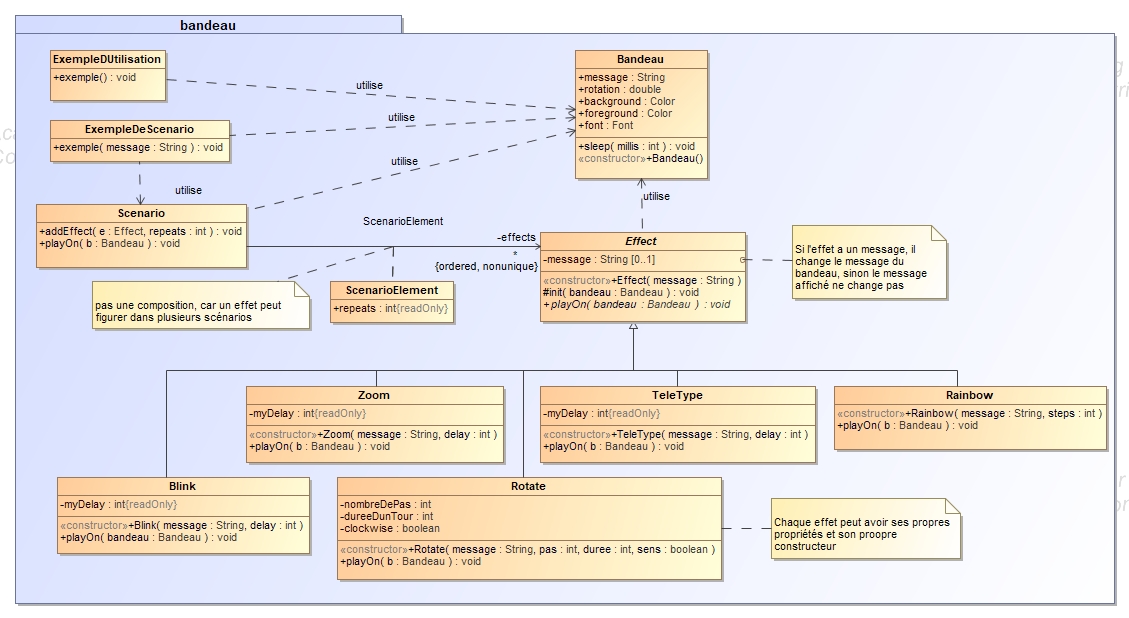 bandeau
ExempleDUtilisation
+exemple() : void
ExempleDeScenario
+exemple( message : String ) : void
utilise
utilise
utilise
utilise
Bandeau
+message : String
+rotation : double
+background : Color
+foreground : Color
+font : Font
+sleep( millis : int ) : void
«constructor»+Bandeau()
utilise
Scenario
+addEffect( e : Effect, repeats : int ) : void
+playOn( b : Bandeau ) : void
ScenarioElement
-effects
*
{ordered, nonunique}
pas une composition, car un effet peut
figurer dans plusieurs scénarios
ScenarioElement
+repeats : int{readOnly}
Effect
-message : String [0..1]
«constructor»+Effect( message : String )
#init( bandeau : Bandeau ) : void
+playOn( bandeau : Bandeau ) : void
Si l'effet a un message, il
change le message du
bandeau, sinon le message
affiché ne change pas
Zoom
-myDelay : int{readOnly}
«constructor»+Zoom( message : String, delay : int )
+playOn( b : Bandeau ) : void
TeleType
-myDelay : int{readOnly}
«constructor»+TeleType( message : String, delay : int )
+playOn( b : Bandeau ) : void
Rainbow
«constructor»+Rainbow( message : String, steps : int )
+playOn( b : Bandeau ) : void
Blink
-myDelay : int{readOnly}
«constructor»+Blink( message : String, delay : int )
+playOn( bandeau : Bandeau ) : void
Rotate
-nombreDePas : int
-dureeDunTour : int
-clockwise : boolean
«constructor»+Rotate( message : String, pas : int, duree : int, sens : boolean )
+playOn( b : Bandeau ) : void
Chaque effet peut avoir ses propres
propriétés et son proopre
constructeur